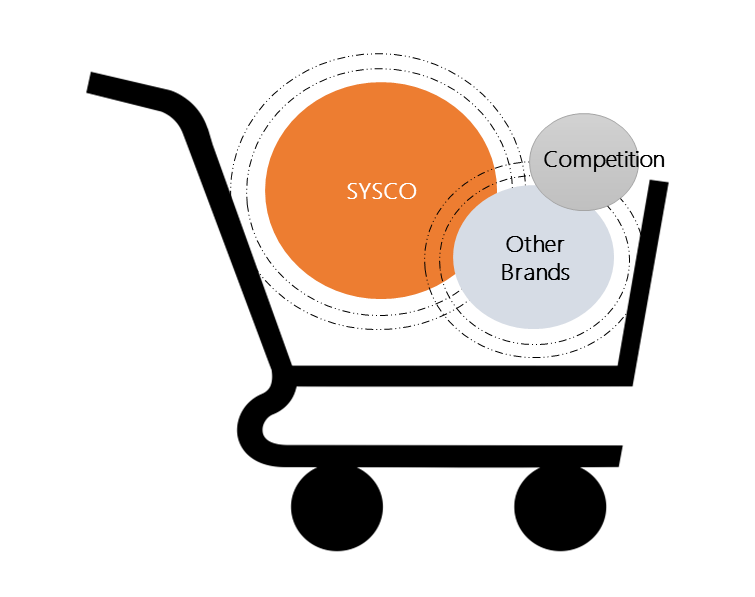 Competition
SYSCO
Other
Brands